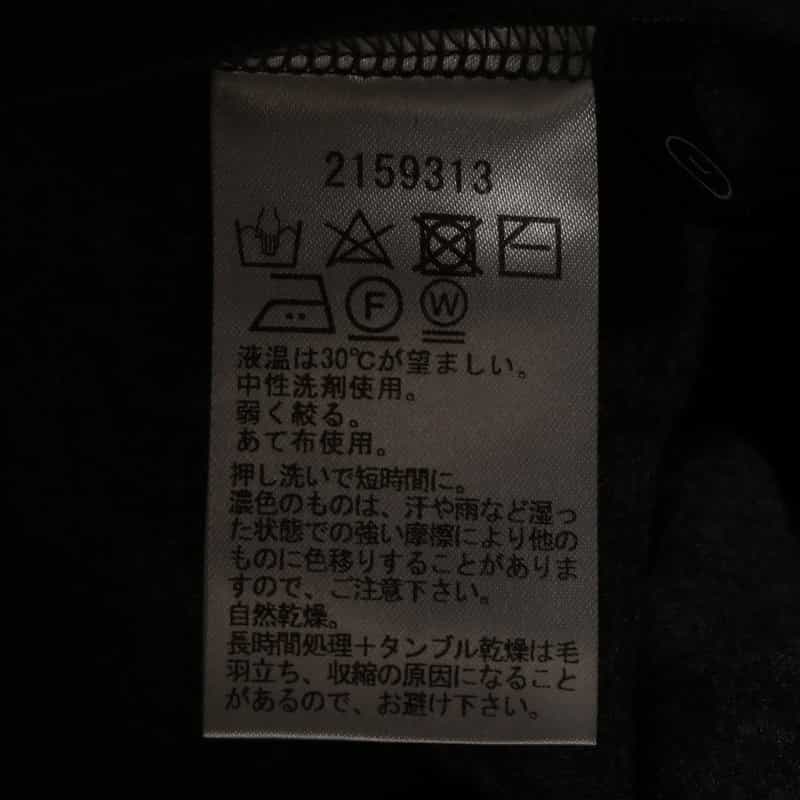 2159313
F W
液温は30℃が望ましい。
中性洗剤使用。
弱く絞る。
あて布使用。
押し洗いで短時間に。
濃色のものは、汗や雨など湿っ
た状態での強い摩擦により他の
ものに色移りすることがありま
すので、ご注意下さい。
自然乾燥。
長時間処理+タンブル乾燥は毛
羽立ち、収縮の原因になること
があるので、お避け下さい。